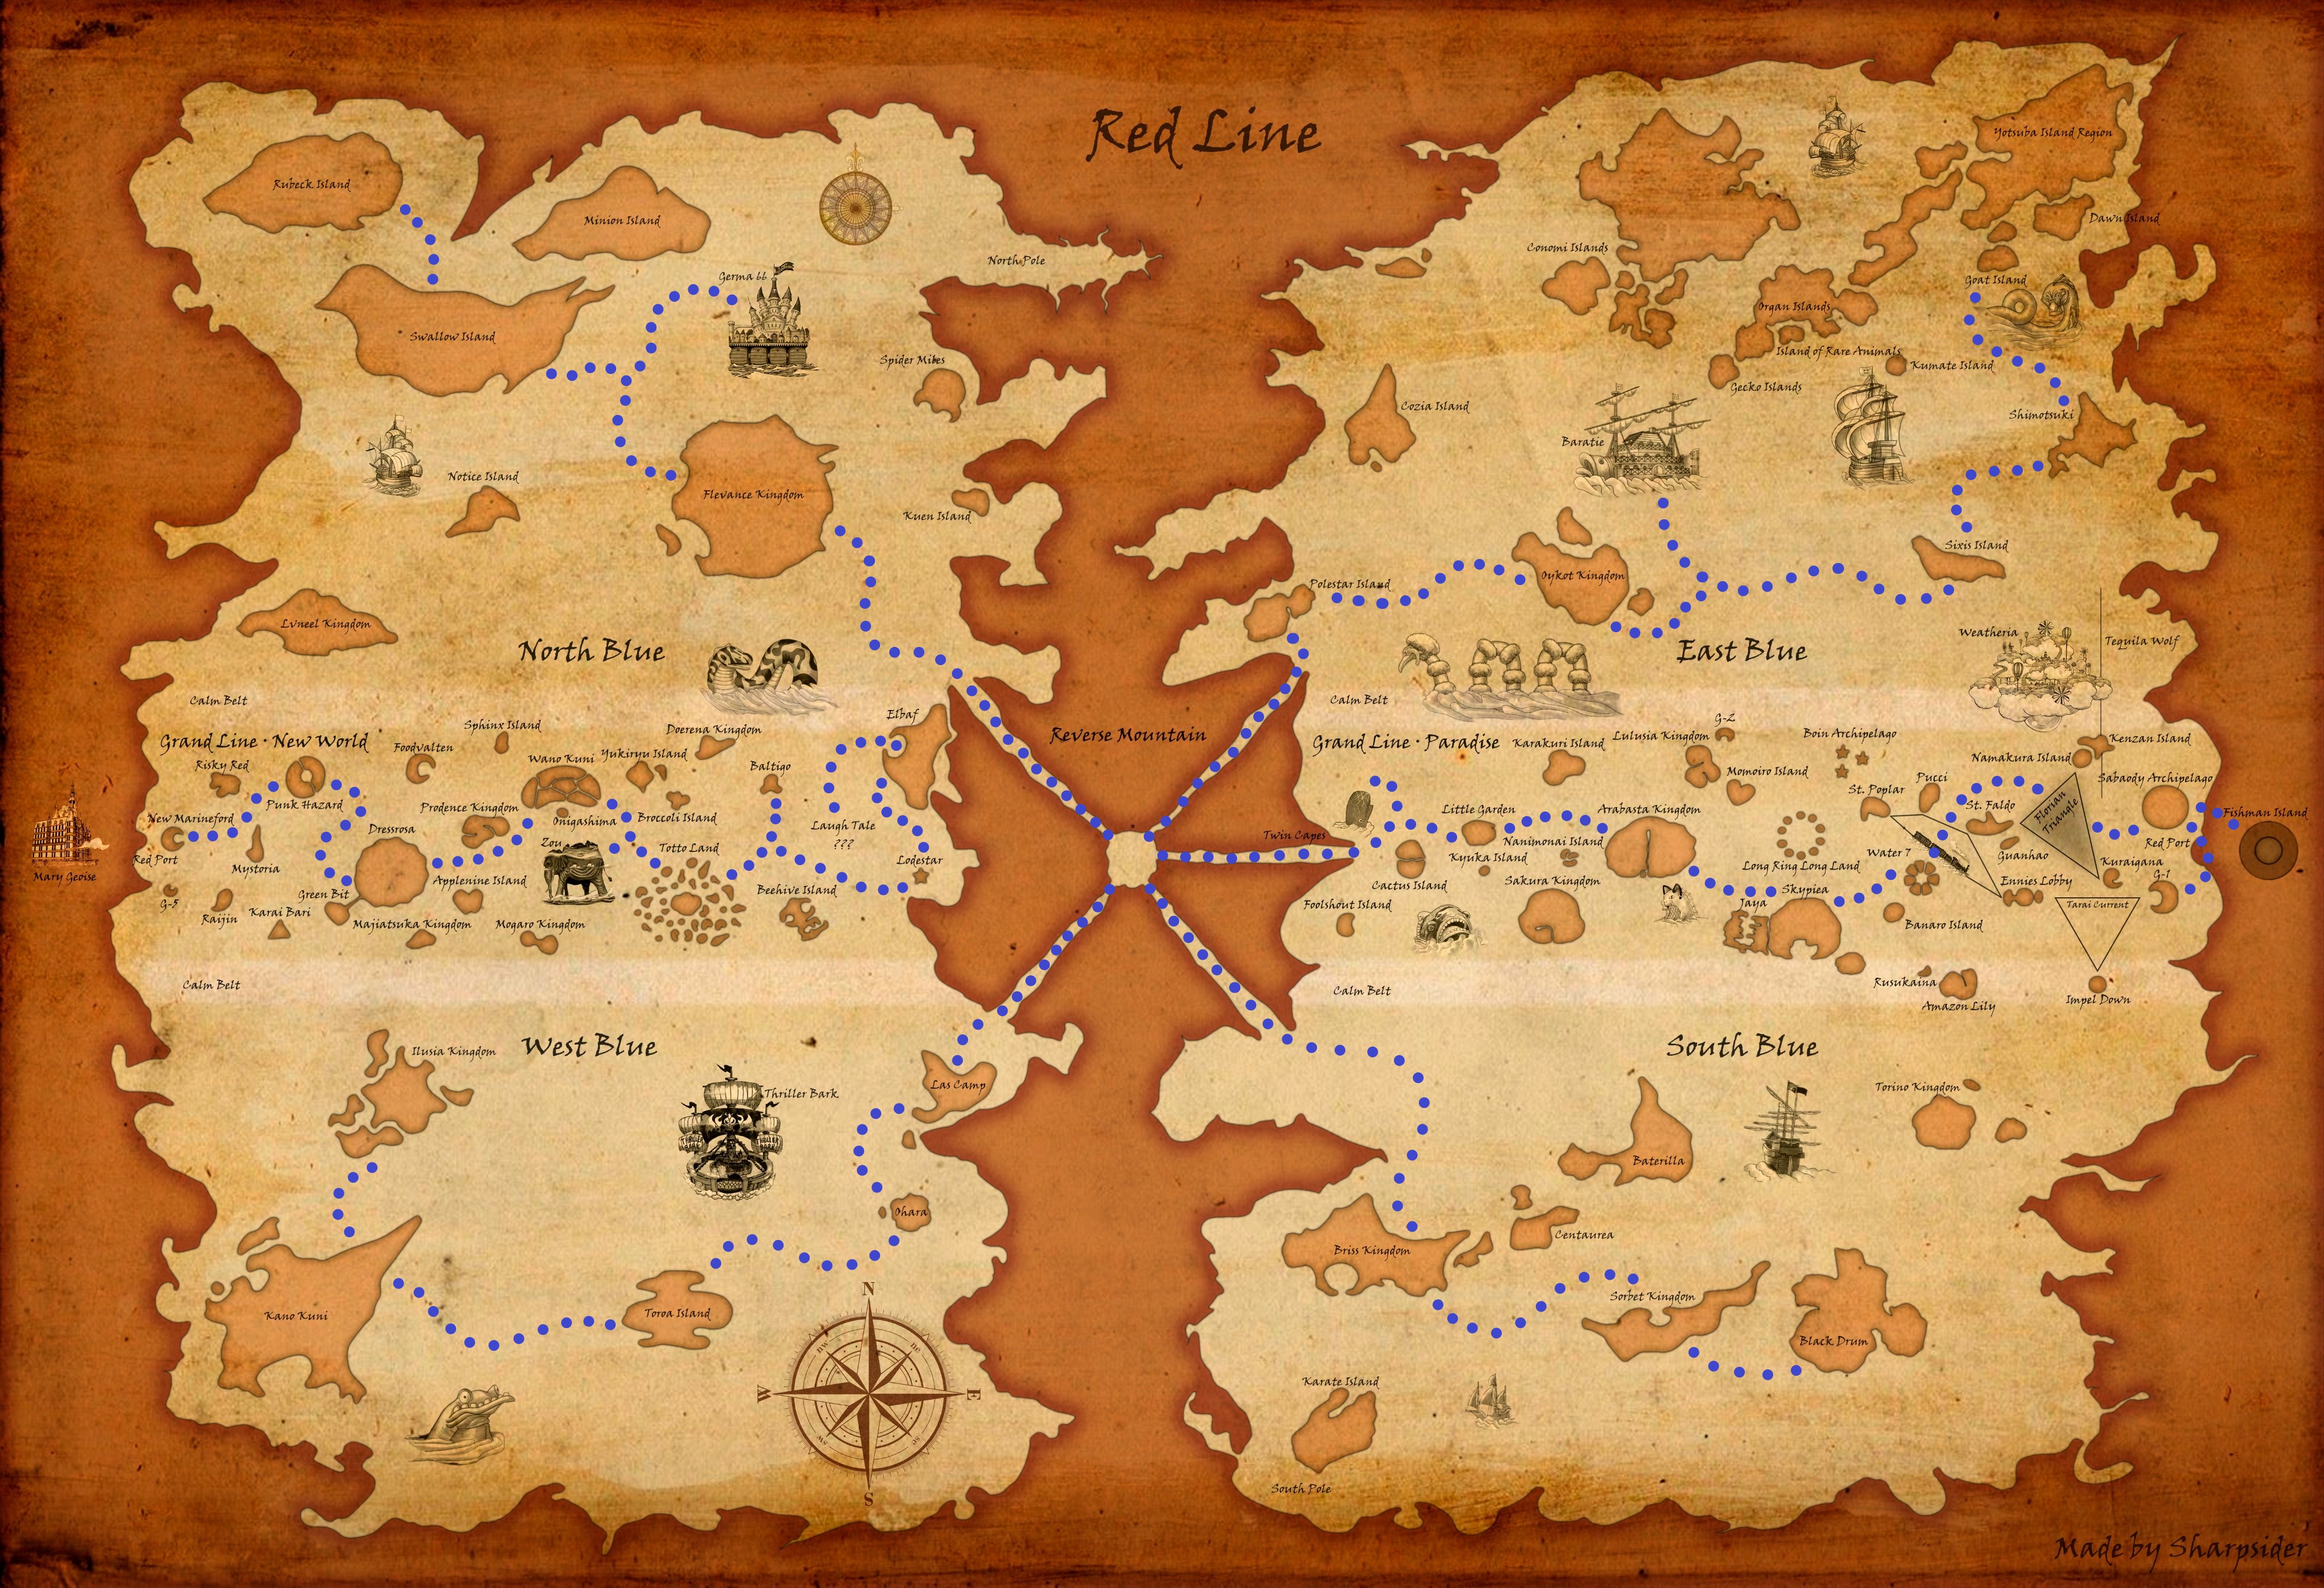 Red Line
Rubeck Island
Minion Island
Germa 66
North Pole
Swallow Island
Spider Miles
Notice Island
Flevance Kingdom
Kuen Island
Lvneel Kingdom
North Blue
Yotsuba Island Region
Dawn Island
Conomi Islands
Goat Island
Organ Islands
Island of Rare Animals
Kumate Island
Gecko Islands
Cozia Island
Shimotsuki
Baratie
Sixis Island
Polestar Island
Oykot Kingdom
Weatheria
Tequila Wolf
East Blue
Calm Belt
Grand Line · New World
Sphinx Island
Elbaf
Doerena Kingdom
Foodvalten
Wano Kuni
Yukiryu Island
Risky Red
Baltigo
Punk Hazard
Prodence Kingdom
New Marineford
Onigashima
Broccoli Island
Laugh Tale
???
Dressrosa
Zou
Totto Land
Red Port
Mary Geoise
Mystoria
Lodestar
Green Bit
Applenine Island
Beehive Island
G-5
Raijin
Karai Bari
Majiatsuka Kingdom
Mogaro Kingdom
Calm Belt
Reverse Mountain
Twin Capes
Calm Belt
Grand Line · Paradise
Karakuri Island
Lulusia Kingdom
G-2
Boin Archipelago
Kenzan Island
Namakura Island
Momoiro Island
Pucci
Sabaody Archipelago
St. Poplar
St. Faldo
Florian
Triangle
Little Garden
Arabasta Kingdom
Fishman Island
Nanimonai Island
Red Port
Kyuka Island
Water 7
Guanhao
Long Ring Long Land
Kuraigana
G-1
Cactus Island
Sakura Kingdom
Skypiea
Ennies Lobby
Foolshout Island
Jaya
Tarai Current
Banaro Island
Rusukaina
Amazon Lily
Impel Down
Calm Belt
West Blue
Ilusia Kingdom
Las Camp
Thriller Bark
Ohara
Kano Kuni
Toroa Island
N
nw
ne
W
E
sw
se
S
South Blue
Torino Kingdom
Baterilla
Briss Kingdom
Centaurea
Sorbet Kingdom
Black Drum
Karate Island
South Pole
Made by Sharpsider